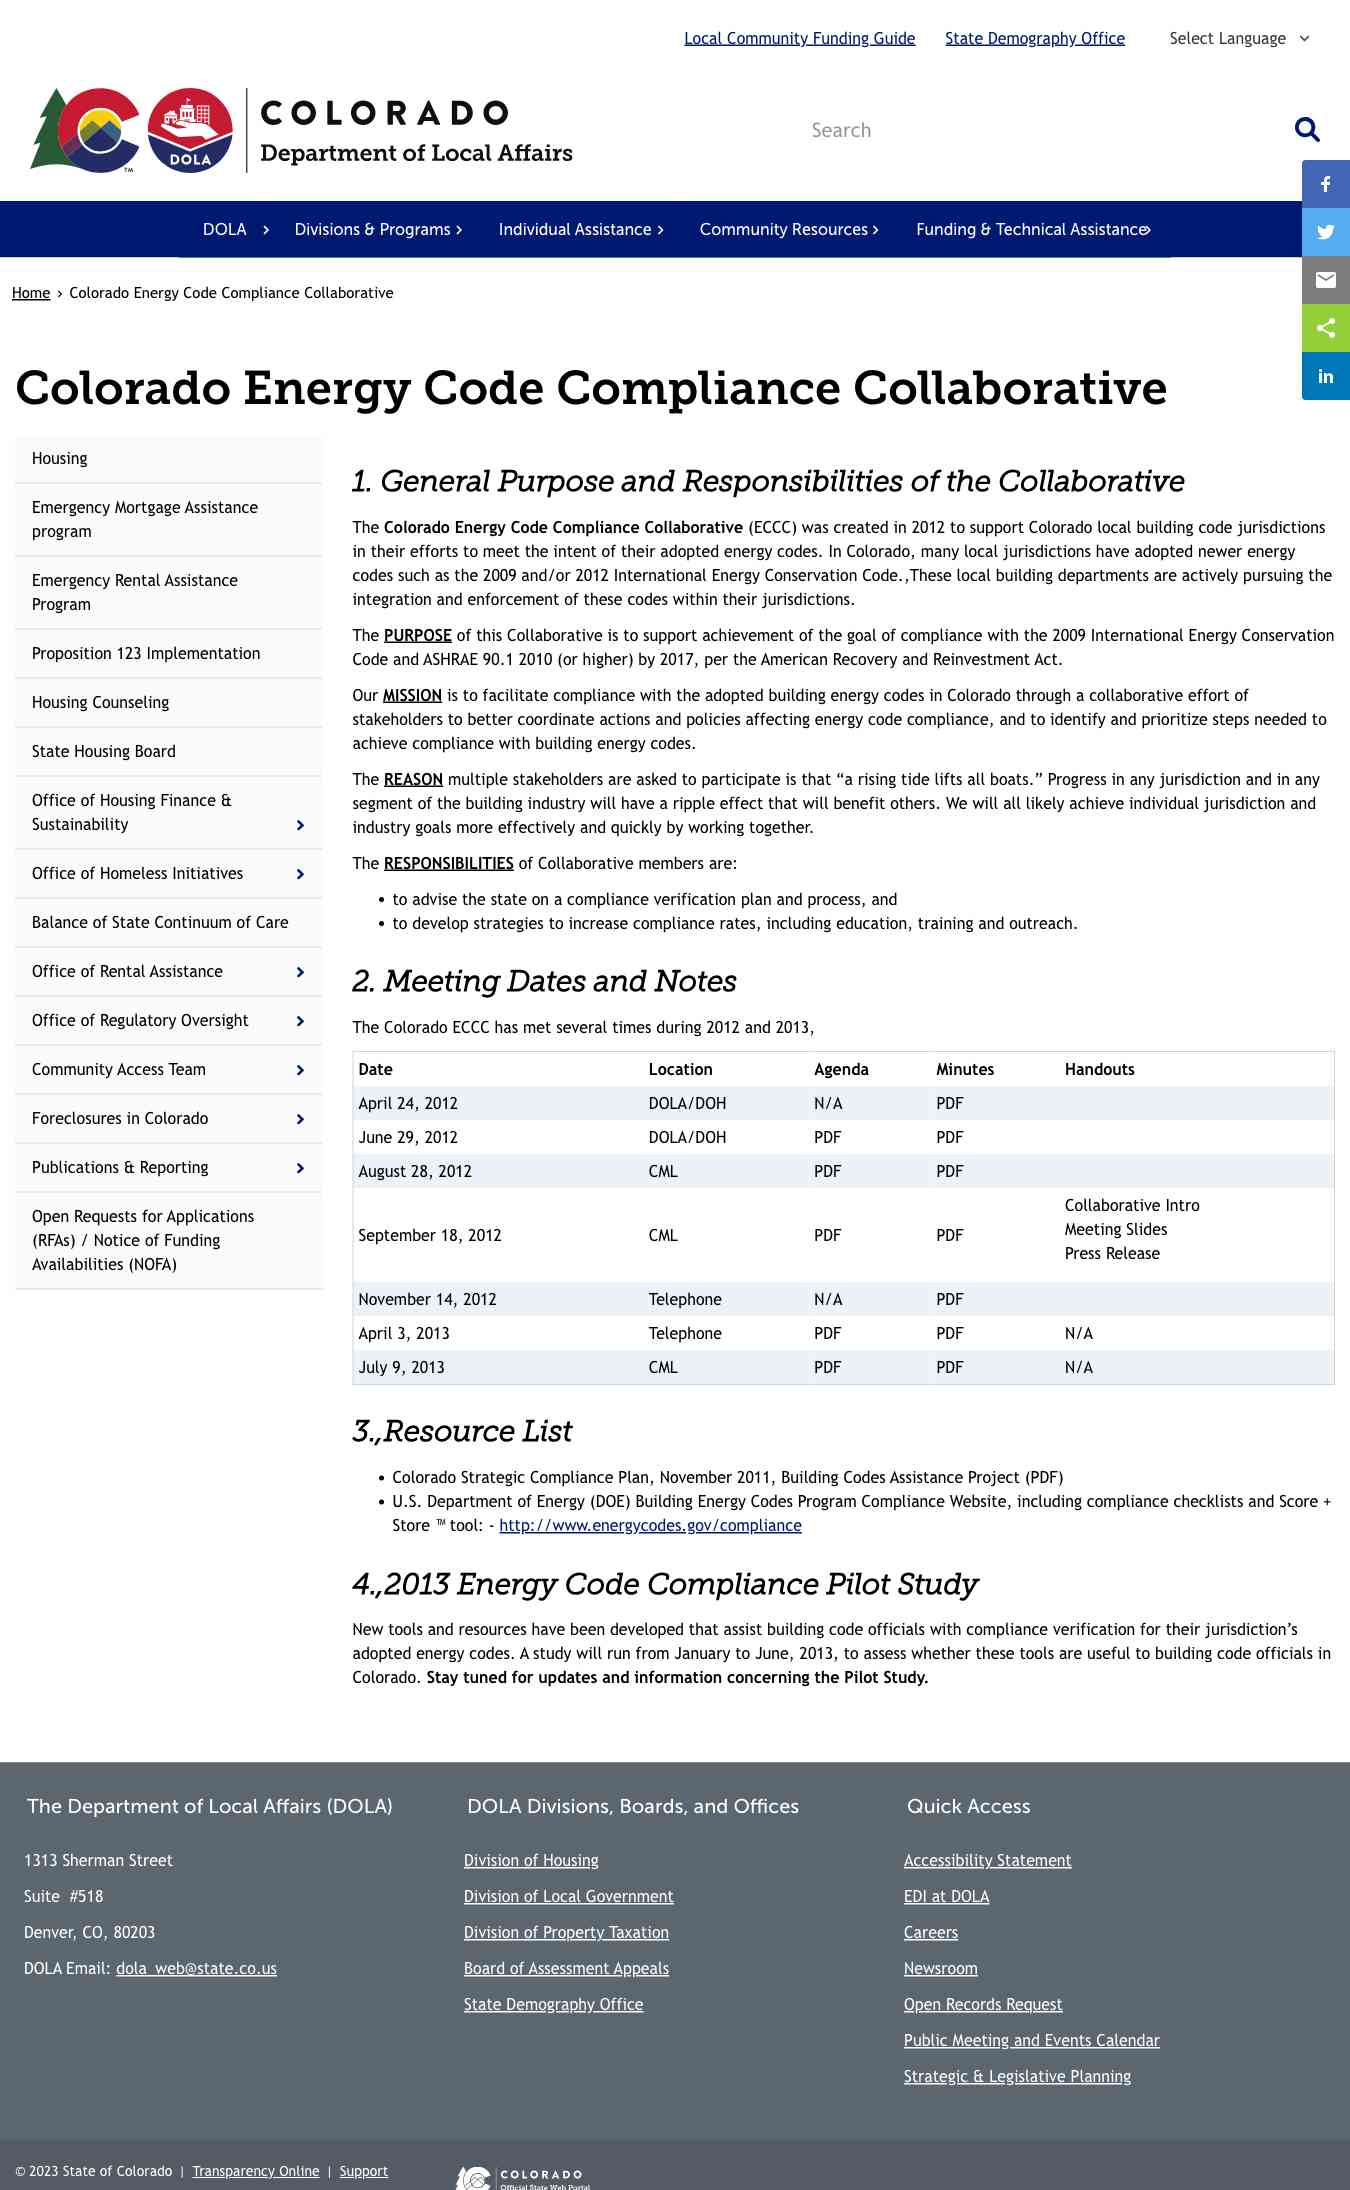 Local Community Funding Guide State Demography Office Select Language
COLORADO
Department of Local Affairs
DOLA
TM
Search
DOLA Divisions & Programs Individual Assistance Community Resources Funding & Technical Assistance
Home › Colorado Energy Code Compliance Collaborative
Colorado Energy Code Compliance Collaborative
Housing
Emergency Mortgage Assistance
program
Emergency Rental Assistance
Program
Proposition 123 Implementation
Housing Counseling
State Housing Board
Office of Housing Finance &
Sustainability
Office of Homeless Initiatives
Balance of State Continuum of Care
Office of Rental Assistance
Office of Regulatory Oversight
Community Access Team
Foreclosures in Colorado
Publications & Reporting
Open Requests for Applications
(RFAs) / Notice of Funding
Availabilities (NOFA)
1. General Purpose and Responsibilities of the Collaborative
The Colorado Energy Code Compliance Collaborative (ECCC) was created in 2012 to support Colorado local building code jurisdictions
in their efforts to meet the intent of their adopted energy codes. In Colorado, many local jurisdictions have adopted newer energy
codes such as the 2009 and/or 2012 International Energy Conservation Code.,These local building departments are actively pursuing the
integration and enforcement of these codes within their jurisdictions.
The PURPOSE of this Collaborative is to support achievement of the goal of compliance with the 2009 International Energy Conservation
Code and ASHRAE 90.1 2010 (or higher) by 2017, per the American Recovery and Reinvestment Act.
Our MISSION is to facilitate compliance with the adopted building energy codes in Colorado through a collaborative effort of
stakeholders to better coordinate actions and policies affecting energy code compliance, and to identify and prioritize steps needed to
achieve compliance with building energy codes.
The REASON multiple stakeholders are asked to participate is that “a rising tide lifts all boats.” Progress in any jurisdiction and in any
segment of the building industry will have a ripple effect that will benefit others. We will all likely achieve individual jurisdiction and
industry goals more effectively and quickly by working together.
The RESPONSIBILITIES of Collaborative members are:
• to advise the state on a compliance verification plan and process, and
• to develop strategies to increase compliance rates, including education, training and outreach.
2. Meeting Dates and Notes
The Colorado ECCC has met several times during 2012 and 2013,
Date Location Agenda Minutes Handouts
April 24, 2012 DOLA/DOH N/A PDF
June 29, 2012 DOLA/DOH PDF PDF
August 28, 2012 CML PDF PDF
September 18, 2012 CML PDF PDF Collaborative Intro
Meeting Slides
Press Release
November 14, 2012 Telephone N/A PDF
April 3, 2013 Telephone PDF PDF N/A
July 9, 2013 CML PDF PDF N/A
3.,Resource List
• Colorado Strategic Compliance Plan, November 2011, Building Codes Assistance Project (PDF)
• U.S. Department of Energy (DOE) Building Energy Codes Program Compliance Website, including compliance checklists and Score +
Store ™ tool: - http://www.energycodes.gov/compliance
4.,2013 Energy Code Compliance Pilot Study
New tools and resources have been developed that assist building code officials with compliance verification for their jurisdiction’s
adopted energy codes. A study will run from January to June, 2013, to assess whether these tools are useful to building code officials in
Colorado. Stay tuned for updates and information concerning the Pilot Study.
The Department of Local Affairs (DOLA)
1313 Sherman Street
Suite #518
Denver, CO, 80203
DOLA Email: dola_web@state.co.us
DOLA Divisions, Boards, and Offices
Division of Housing
Division of Local Government
Division of Property Taxation
Board of Assessment Appeals
State Demography Office
Quick Access
Accessibility Statement
EDI at DOLA
Careers
Newsroom
Open Records Request
Public Meeting and Events Calendar
Strategic & Legislative Planning
© 2023 State of Colorado | Transparency Online | Support
COLORADO
Official State Web Portal